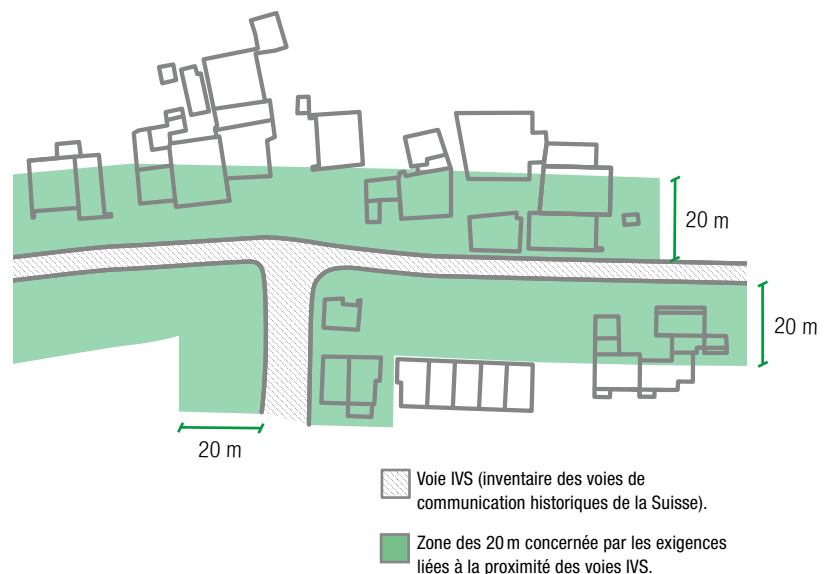 20 m
20 m
20 m
Voie IVS (inventaire des voies de
communication historiques de la Suisse).
Zone des 20 m concernée par les exigences
liées à la proximité des voies IVS.